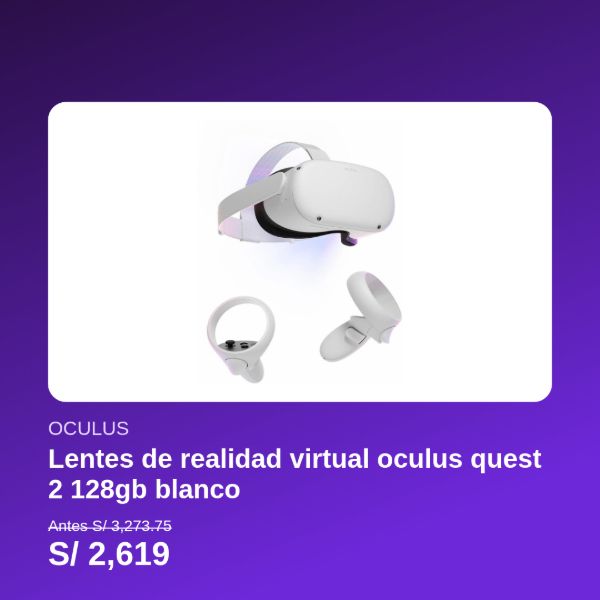 OCULUS
Lentes de realidad virtual oculus quest
2 128gb blanco
Antes S/ 3,273.75
S/ 2,619